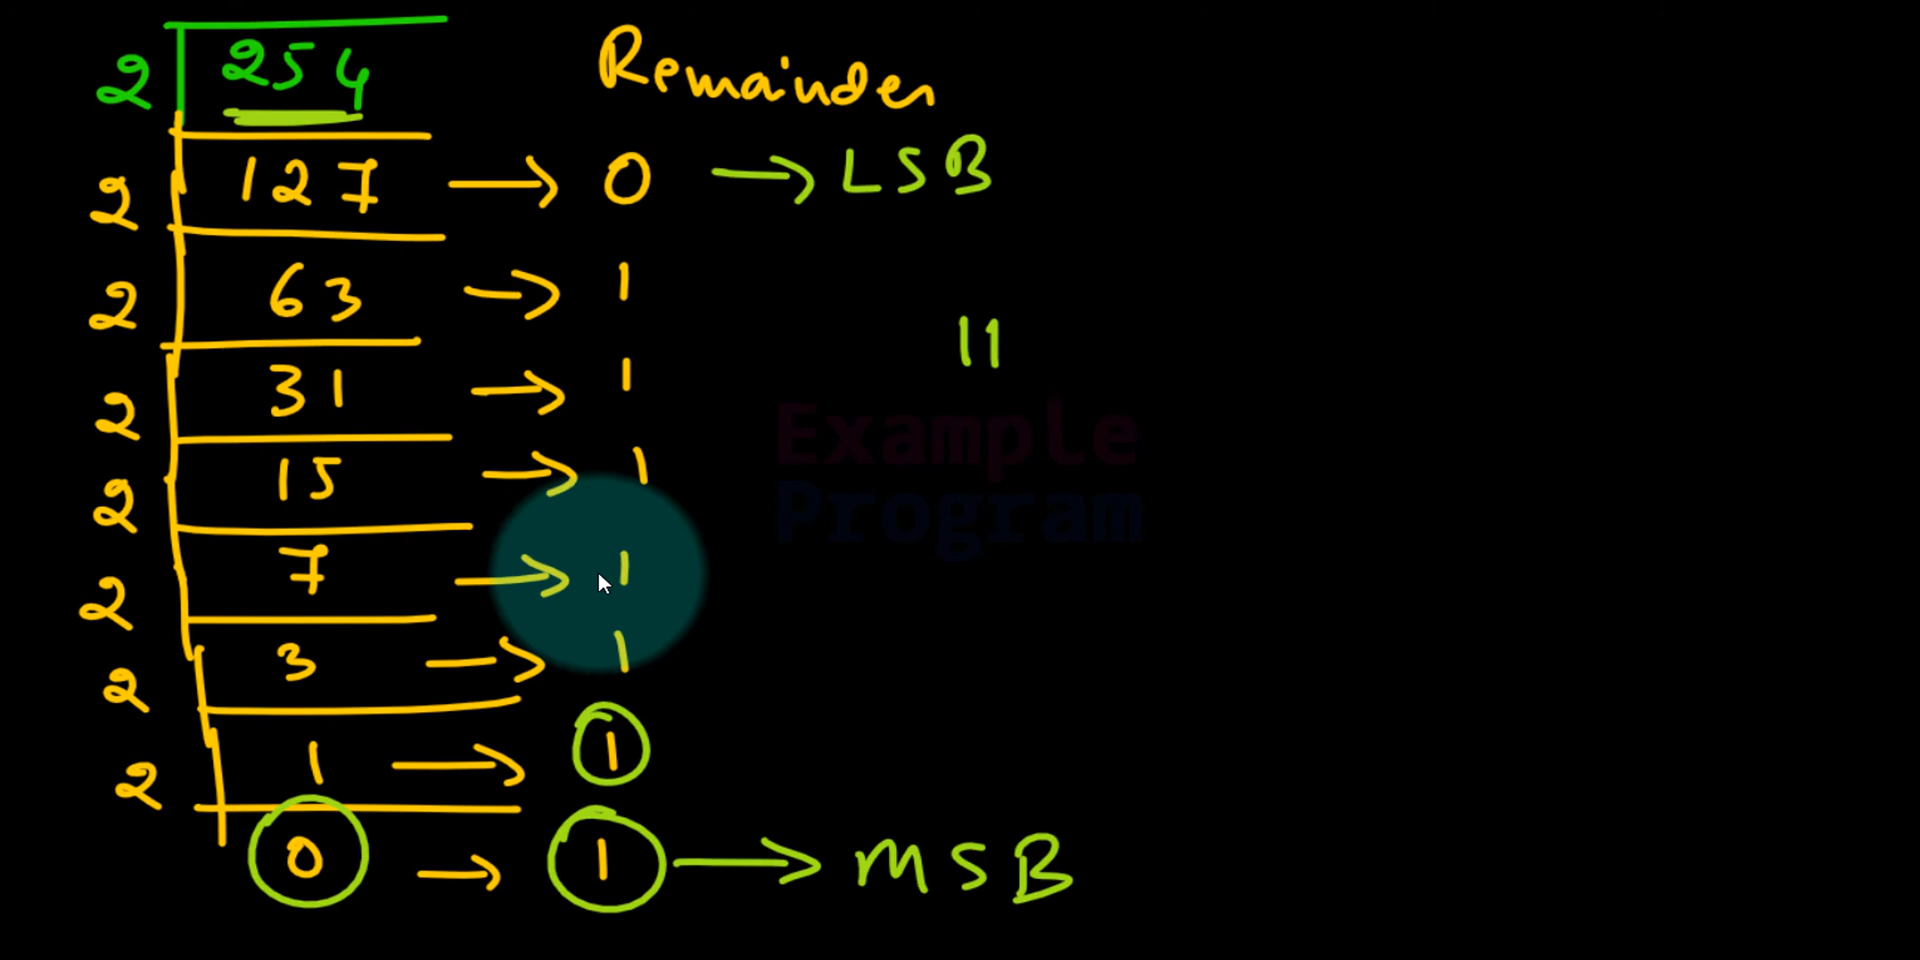 2 254 Remainder
2 127 → 0 → LSB
2 63 → 1
11
2 31 → 1
Example
Program
2 15 → 1
2 7 → 1
2 3 → 1
2 1 → 1
0 → 1 → MSB